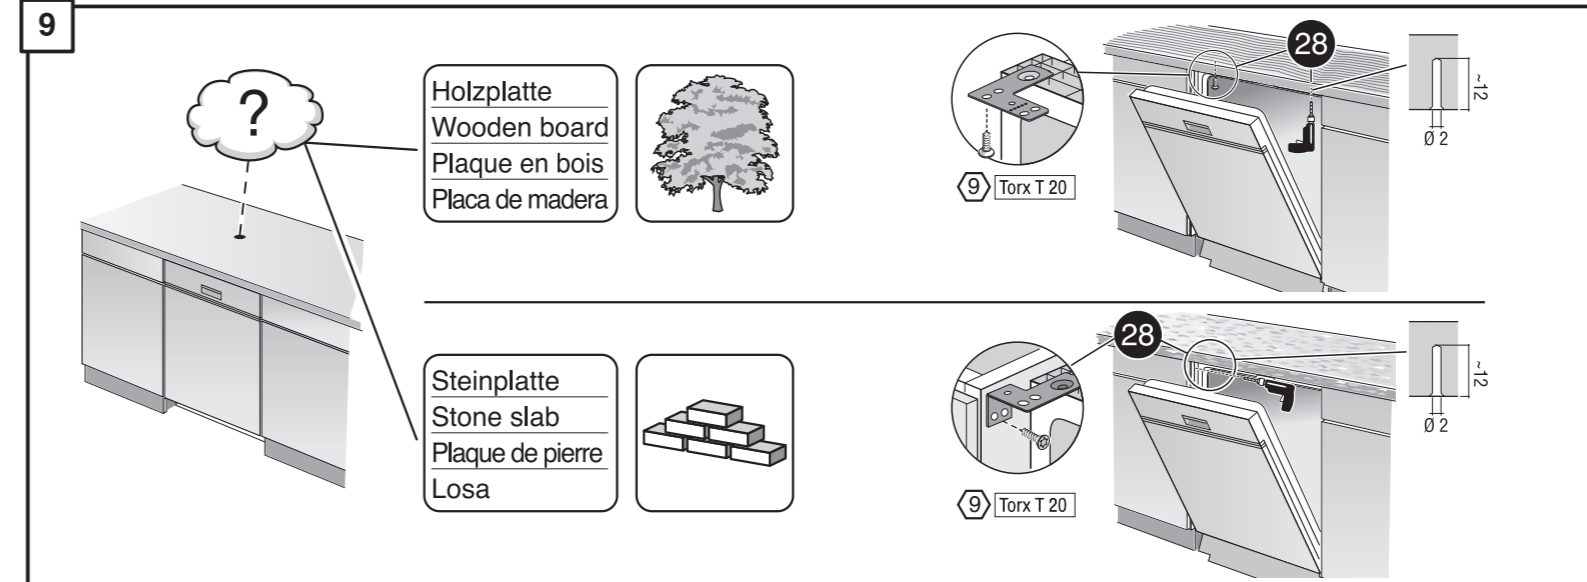 9
?
Holzplatte
Wooden board
Plaque en bois
Placa de madera
28
~12
Ø 2
9 Torx T 20
Steinplatte
Stone slab
Plaque de pierre
Losa
28
~12
Ø 2
9 Torx T 20